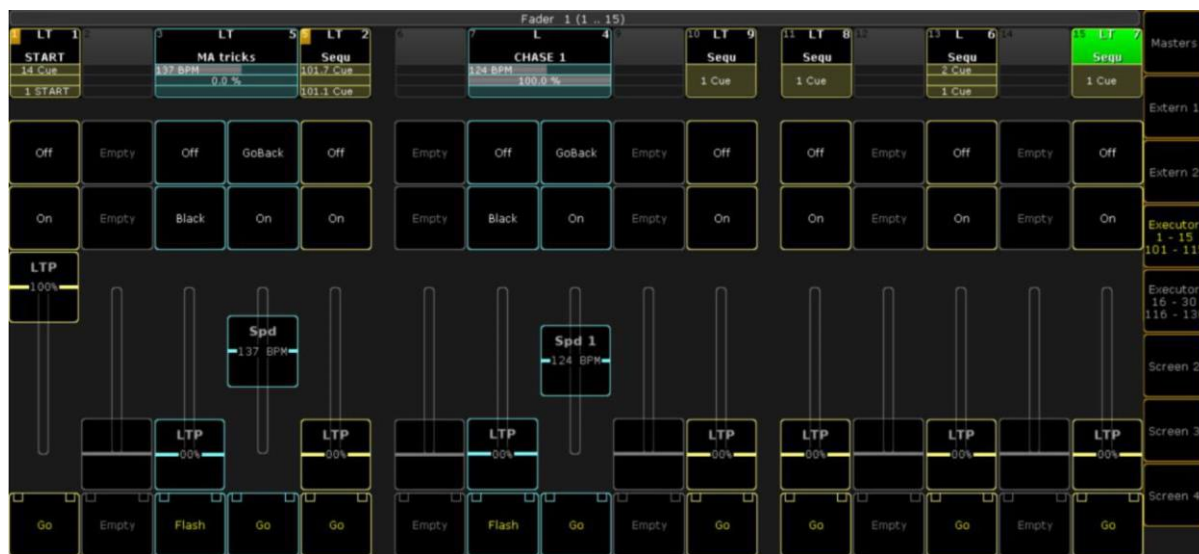 Fader 1 (1 .. 15)
1 LT 1 2 3 LT 5 5 LT 2 6 7 L 4 9 10 LT 9 11 LT 8 12 13 L 6 14 15 LT 7
START MA tricks Sequ CHASE 1 Sequ Sequ Sequ Sequ
14 Cue 137 BPM 101.7 Cue 124 BPM 1 Cue 1 Cue 2 Cue 1 Cue
0.0 % 100.0 %
1 START 101.1 Cue 1 Cue
Off Empty Off GoBack Off Empty Off GoBack Empty Off Off Empty Off Empty Off
On Empty Black On On Empty Black On Empty On On Empty On Empty On
LTP
100%
Spd
137 BPM
Spd 1
124 BPM
LTP LTP LTP LTP LTP LTP LTP
00% 00% 00% 00% 00% 00% 00%
Go Empty Flash Go Go Empty Flash Go Empty Go Go Empty Go Empty Go
Masters
Extern 1
Extern 2
Executor
1 - 15
101 - 11
Executor
16 - 30
116 - 13
Screen 2
Screen 3
Screen 4